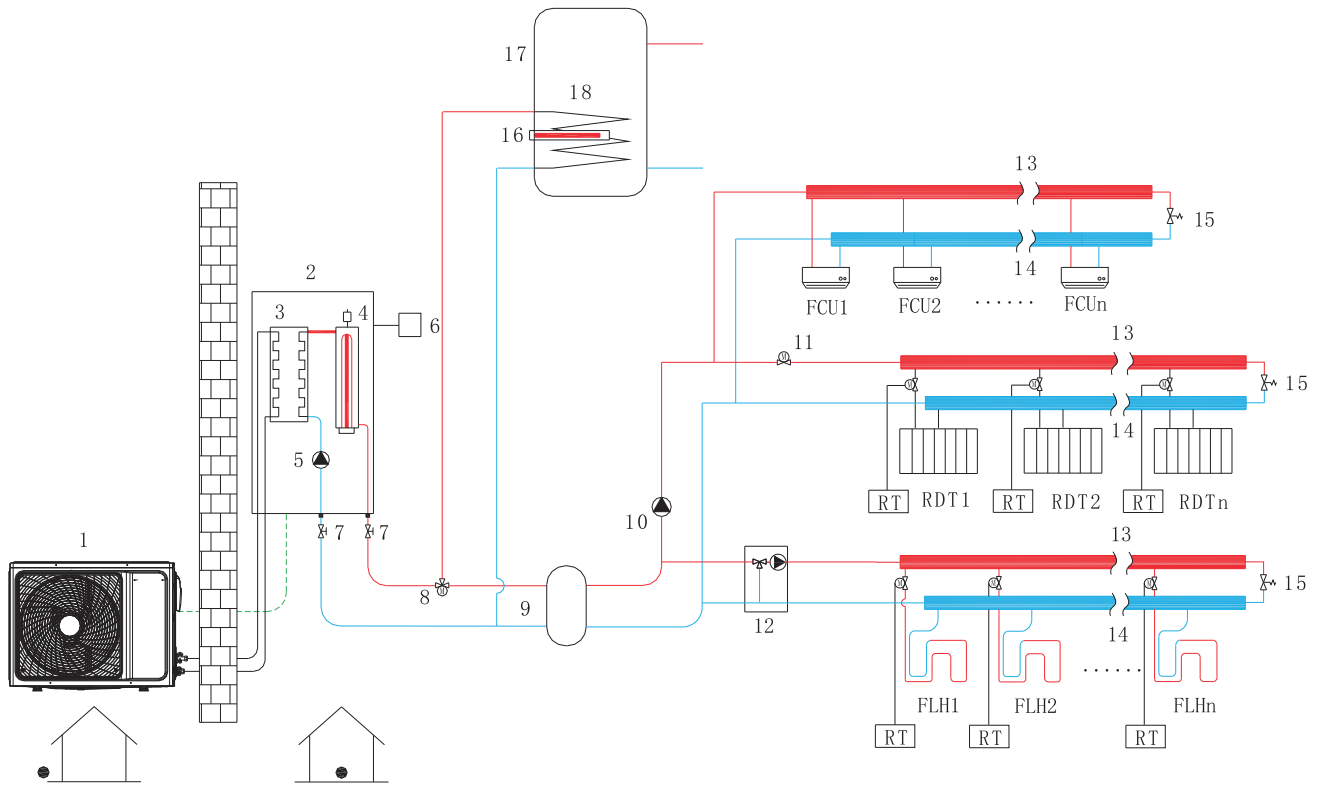 17
18
16
13
15
14
FCU1
FCU2
......
FCUn
2
3
4
6
11
M
13
15
M
M
M
14
5
RT
RDT1
RT
RDT2
RT
RDTn
10
7
7
1
13
8
M
9
12
M
M
M
15
14
......
FLH1
FLH2
FLHn
RT
RT
RT